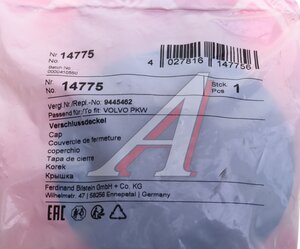 Nr. 14775
No.
Batch No.
4 027816 147756
Nr. 14775
No.
Stck 1
Pcs
Vergl.Nr./Repl.-No: 9445462
Passend für/To fit: VOLVO PKW
Verschlussdeckel
Cap
Couvercle de fermeture
coperchio
Tapa de cierre
Korek
Крышка
Ferdinand Bilstein GmbH + Co. KG
Wilhelmstr. 47 | 58256 Ennepetal | Germany
EAC